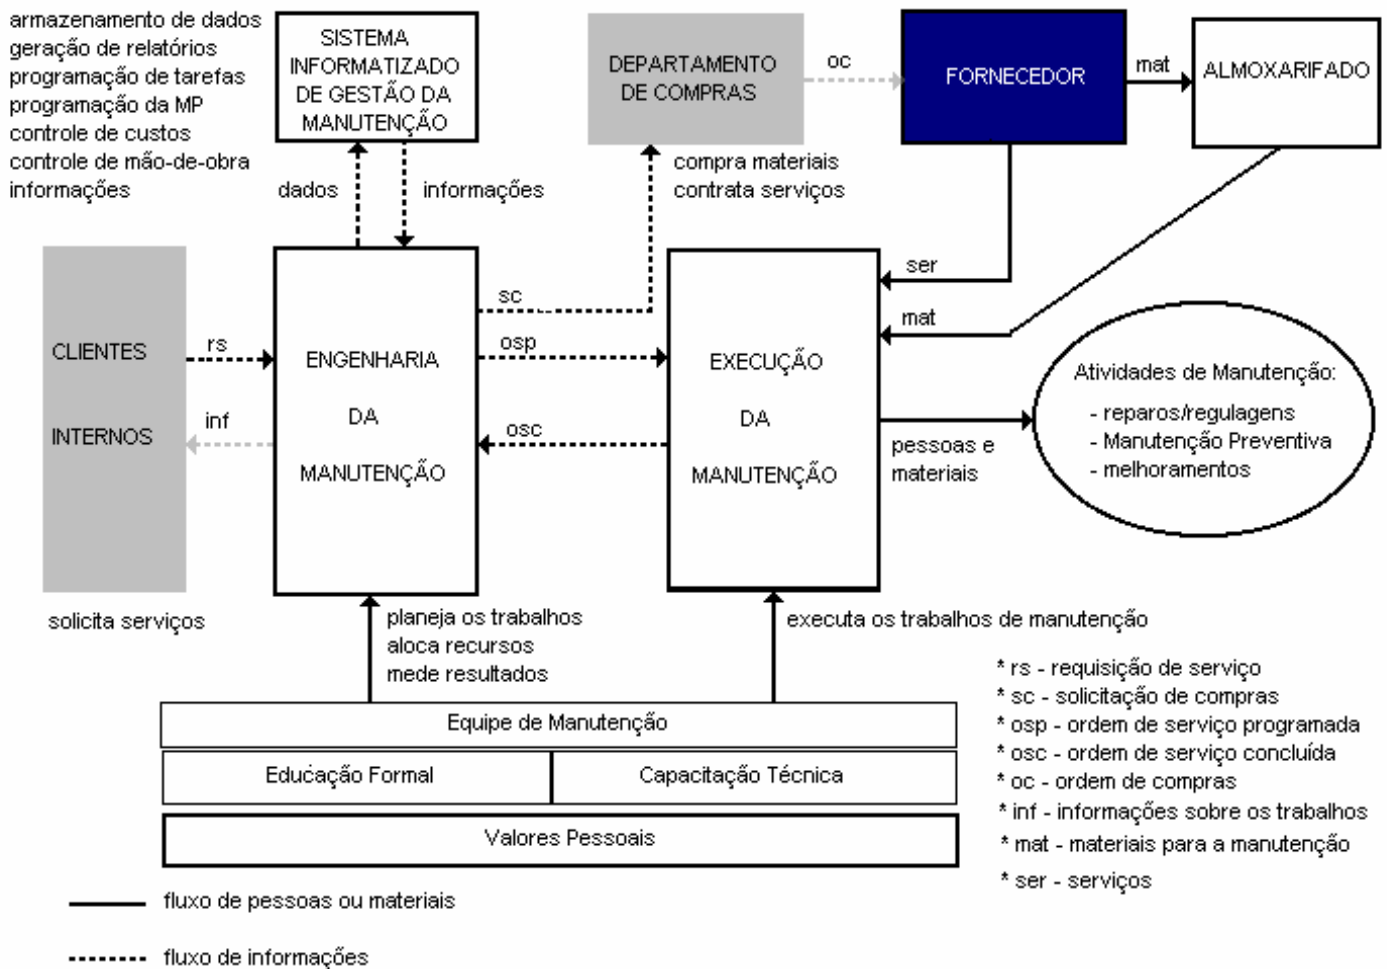 armazenamento de dados
geração de relatórios
programação de tarefas
programação da MP
controle de custos
controle de mão-de-obra
informações
SISTEMA
INFORMATIZADO
DE GESTÃO DA
MANUTENÇÃO
DEPARTAMENTO
DE COMPRAS
oc
FORNECEDOR
mat
ALMOXARIFADO
dados
informações
compra materiais
contrata serviços
CLIENTES
INTERNOS
rs
inf
ENGENHARIA
DA
MANUTENÇÃO
sc
osp
osc
EXECUÇÃO
DA
MANUTENÇÃO
ser
mat
pessoas e
materiais
Atividades de Manutenção:
- reparos/regulagens
- Manutenção Preventiva
- melhoramentos
solicita serviços
planeja os trabalhos
aloca recursos
mede resultados
executa os trabalhos de manutenção
Equipe de Manutenção
Educação Formal
Capacitação Técnica
Valores Pessoais
* rs - requisição de serviço
* sc - solicitação de compras
* osp - ordem de serviço programada
* osc - ordem de serviço concluída
* oc - ordem de compras
* inf - informações sobre os trabalhos
* mat - materiais para a manutenção
* ser - serviços
fluxo de pessoas ou materiais
fluxo de informações